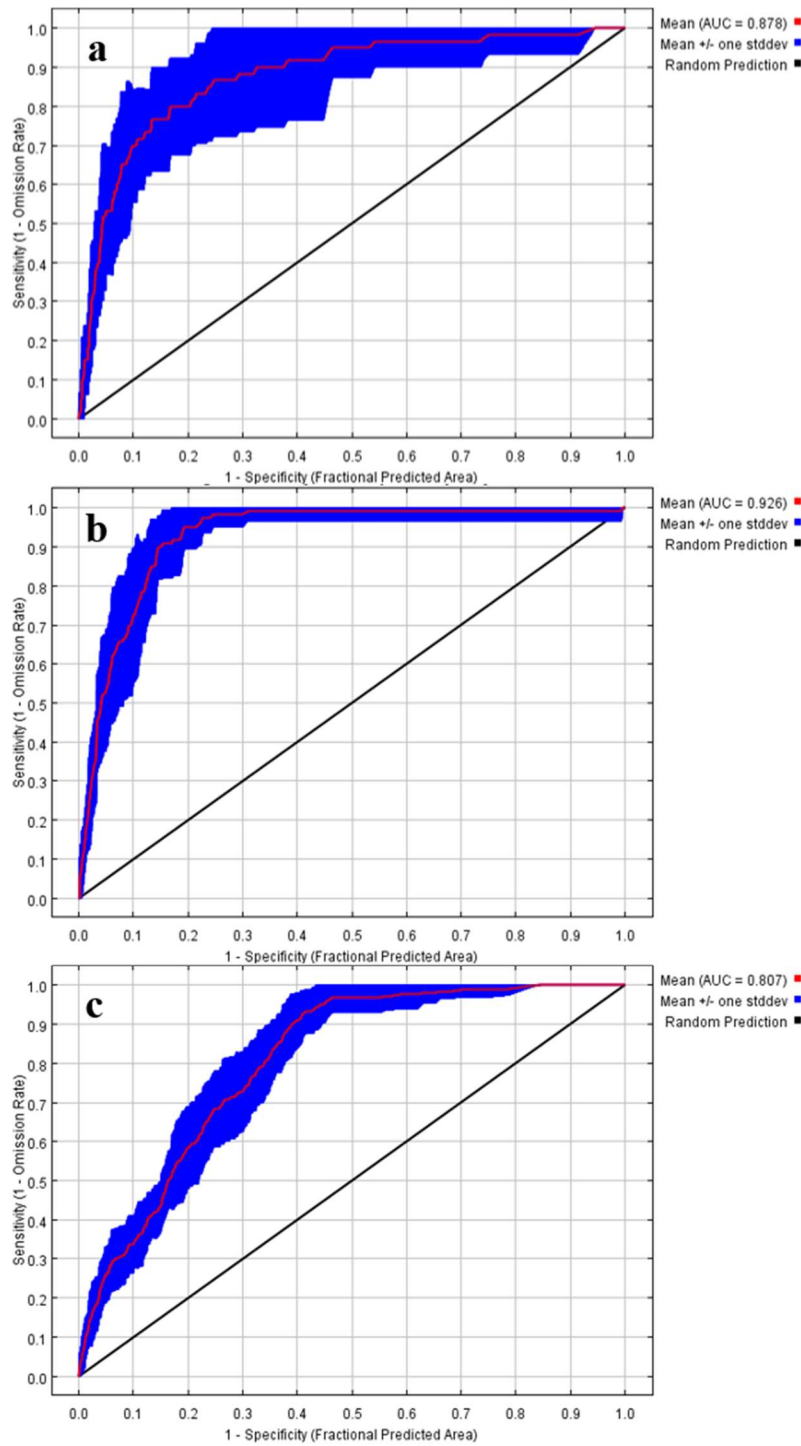 a
Mean (AUC = 0.878)
Mean +/- one stddev
Random Prediction
Sensitivity (1 - Omission Rate)
1.0
0.9
0.8
0.7
0.6
0.5
0.4
0.3
0.2
0.1
0.0
0.0 0.1 0.2 0.3 0.4 0.5 0.6 0.7 0.8 0.9 1.0
1 - Specificity (Fractional Predicted Area)
b
Mean (AUC = 0.926)
Mean +/- one stddev
Random Prediction
Sensitivity (1 - Omission Rate)
1.0
0.9
0.8
0.7
0.6
0.5
0.4
0.3
0.2
0.1
0.0
0.0 0.1 0.2 0.3 0.4 0.5 0.6 0.7 0.8 0.9 1.0
1 - Specificity (Fractional Predicted Area)
c
Mean (AUC = 0.807)
Mean +/- one stddev
Random Prediction
Sensitivity (1 - Omission Rate)
1.0
0.9
0.8
0.7
0.6
0.5
0.4
0.3
0.2
0.1
0.0
0.0 0.1 0.2 0.3 0.4 0.5 0.6 0.7 0.8 0.9 1.0
1 - Specificity (Fractional Predicted Area)